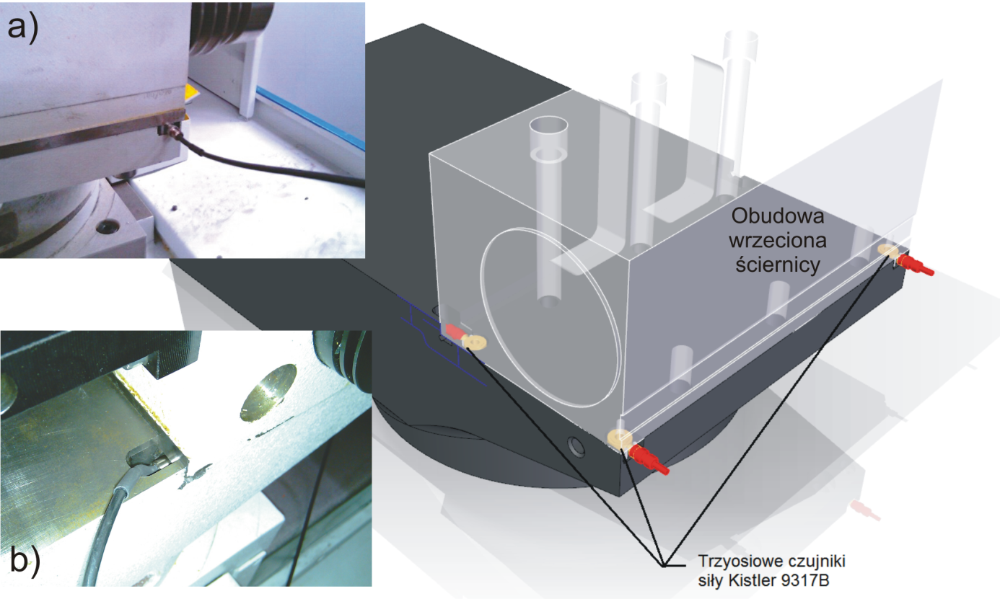 a)
Obudowa
wrzeciona
ściernicy
b)
Trzyosiowe czujniki
siły Kistler 9317B